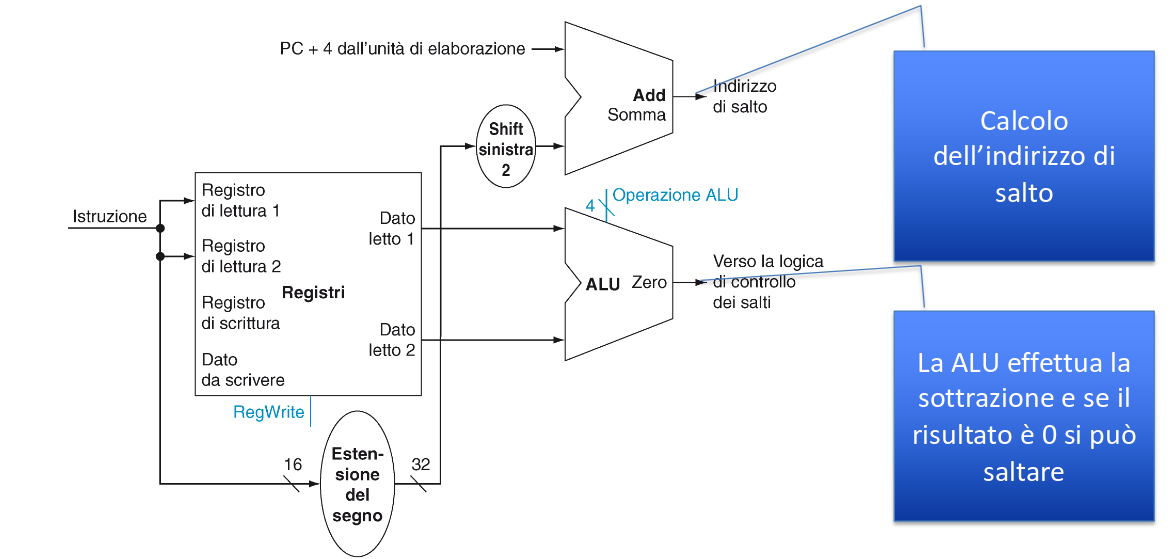 PC + 4 dall'unità di elaborazione
Add
Somma
Indirizzo
di salto
Shift
sinistra
2
Calcolo
dell’indirizzo di
salto
Istruzione
Registro
di lettura 1
Registro
di lettura 2
Registri
Registro
di scrittura
Dato
da scrivere
Dato
letto 1
Dato
letto 2
RegWrite
4
Operazione ALU
ALU
Zero
Verso la logica
di controllo
dei salti
La ALU effettua la
sottrazione e se il
risultato è 0 si può
saltare
16
Esten-
sione
del
segno
32